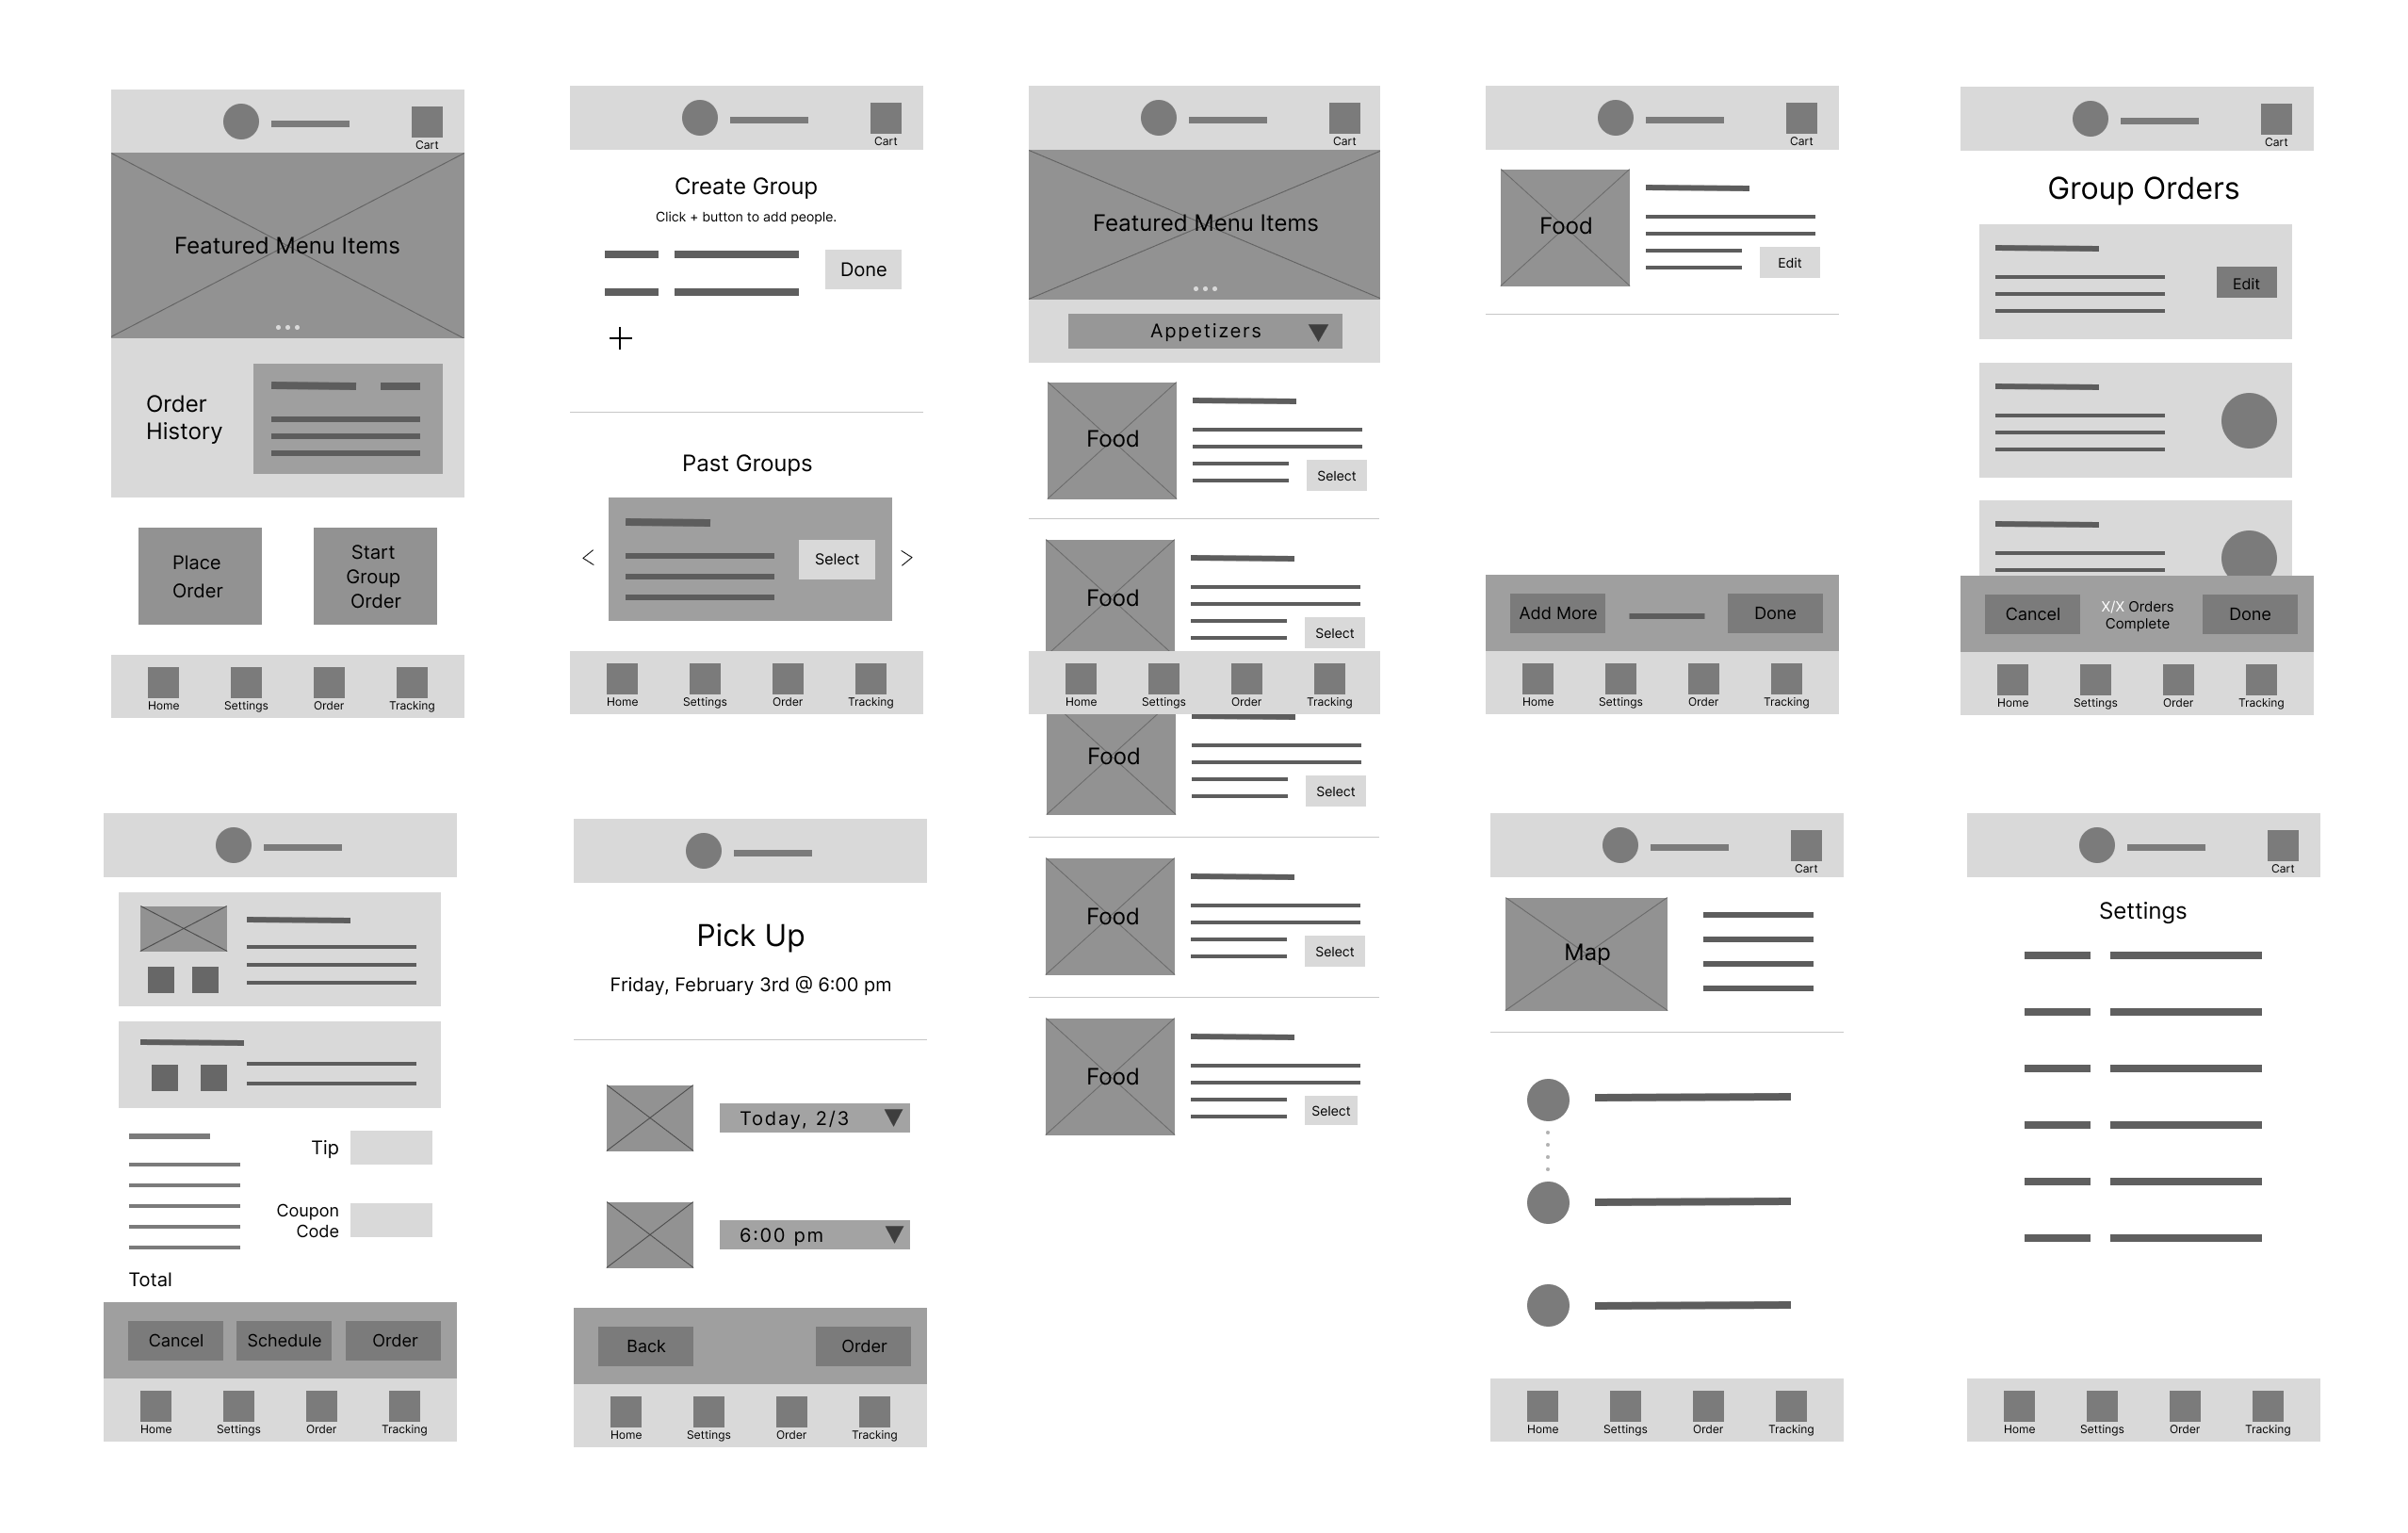 Cart
Featured Menu Items
Order
History
Place
Order
Start
Group
Order
Home Settings Order Tracking
Cart
Create Group
Click + button to add people.
Done
+
Past Groups
< Select >
Home Settings Order Tracking
Cart
Featured Menu Items
Appetizers
Food
Select
Food
Select
Home Settings Order Tracking
Food
Select
Food
Select
Food
Select
Cart
Food
Edit
Add More Done
Home Settings Order Tracking
Cart
Group Orders
Edit
Cancel X/X Orders Done
Complete
Home Settings Order Tracking
Tip
Coupon
Code
Total
Cancel Schedule Order
Home Settings Order Tracking
Pick Up
Friday, February 3rd @ 6:00 pm
Today, 2/3
6:00 pm
Back Order
Home Settings Order Tracking
Cart
Map
Home Settings Order Tracking
Cart
Settings
Home Settings Order Tracking